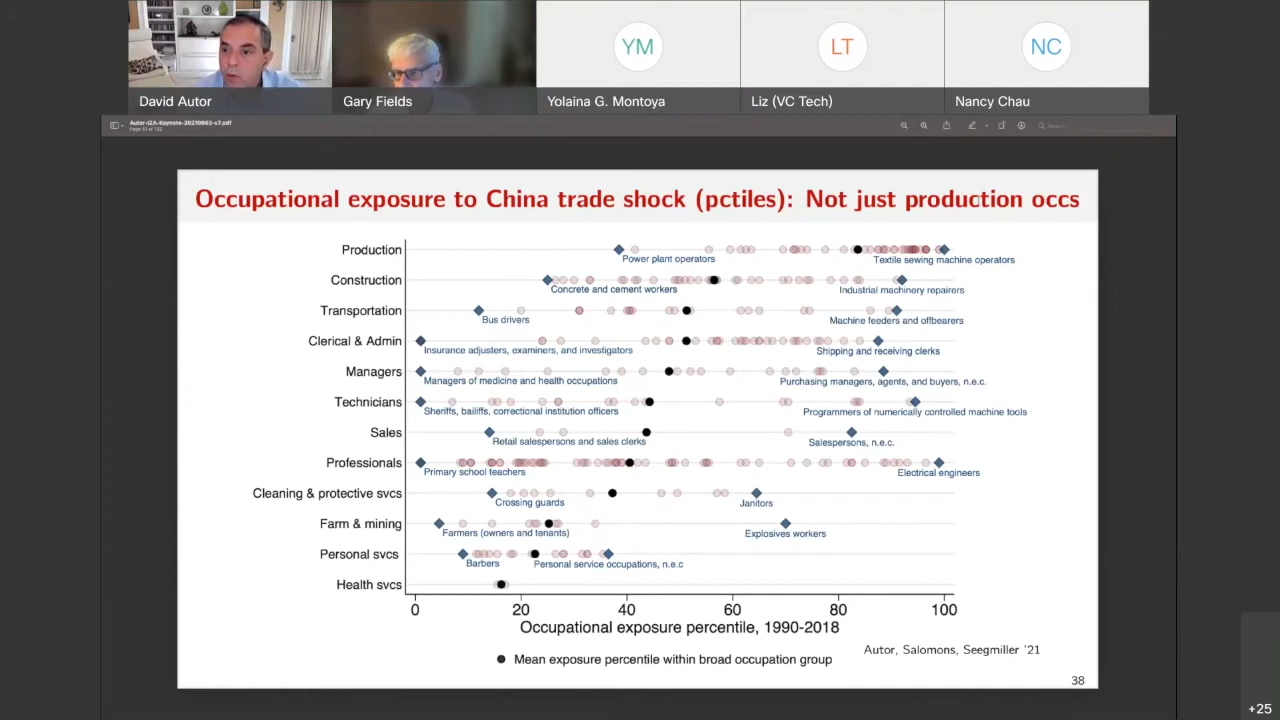 YM
LT
NC
David Autor
Gary Fields
Yolaina G. Montoya
Liz (VC Tech)
Nancy Chau
Autor-IZA-Keynote-20210903-v7.pdf
Search
Occupational exposure to China trade shock (pctiles): Not just production occs
Production
Power plant operators
Textile sewing machine operators
Construction
Concrete and cement workers
Industrial machinery repairers
Transportation
Bus drivers
Machine feeders and offbearers
Clerical & Admin
Insurance adjusters, examiners, and investigators
Shipping and receiving clerks
Managers
Managers of medicine and health occupations
Purchasing managers, agents, and buyers, n.e.c.
Technicians
Sheriffs, bailiffs, correctional institution officers
Programmers of numerically controlled machine tools
Sales
Retail salespersons and sales clerks
Salespersons, n.e.c.
Professionals
Primary school teachers
Electrical engineers
Cleaning & protective svcs
Crossing guards
Janitors
Farm & mining
Farmers (owners and tenants)
Explosives workers
Personal svcs
Barbers
Personal service occupations, n.e.c
Health svcs
0 20 40 60 80 100
Occupational exposure percentile, 1990-2018
Mean exposure percentile within broad occupation group
Autor, Salomons, Seegmiller '21
38
+25